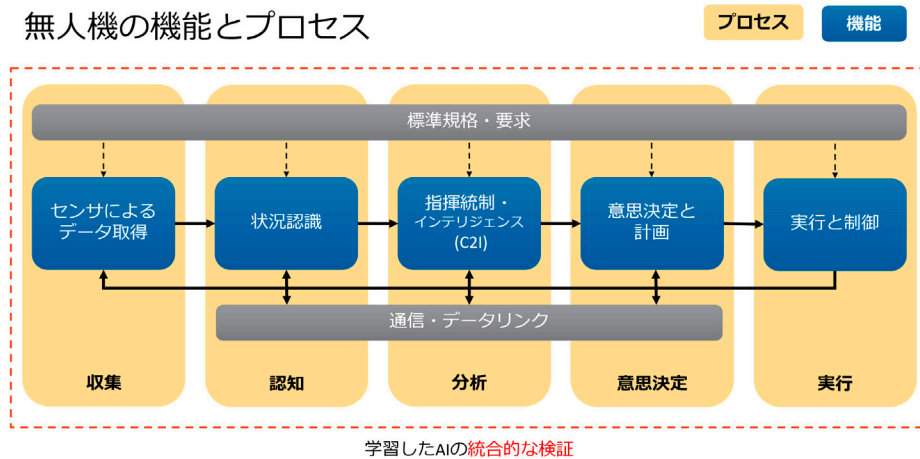 無人機の機能とプロセス
プロセス
機能
標準規格・要求
センサによる
データ取得
状況認識
指揮統制・
インテリジェンス
(C2I)
意思決定と
計画
実行と制御
通信・データリンク
収集
認知
分析
意思決定
実行
学習したAIの統合的な検証